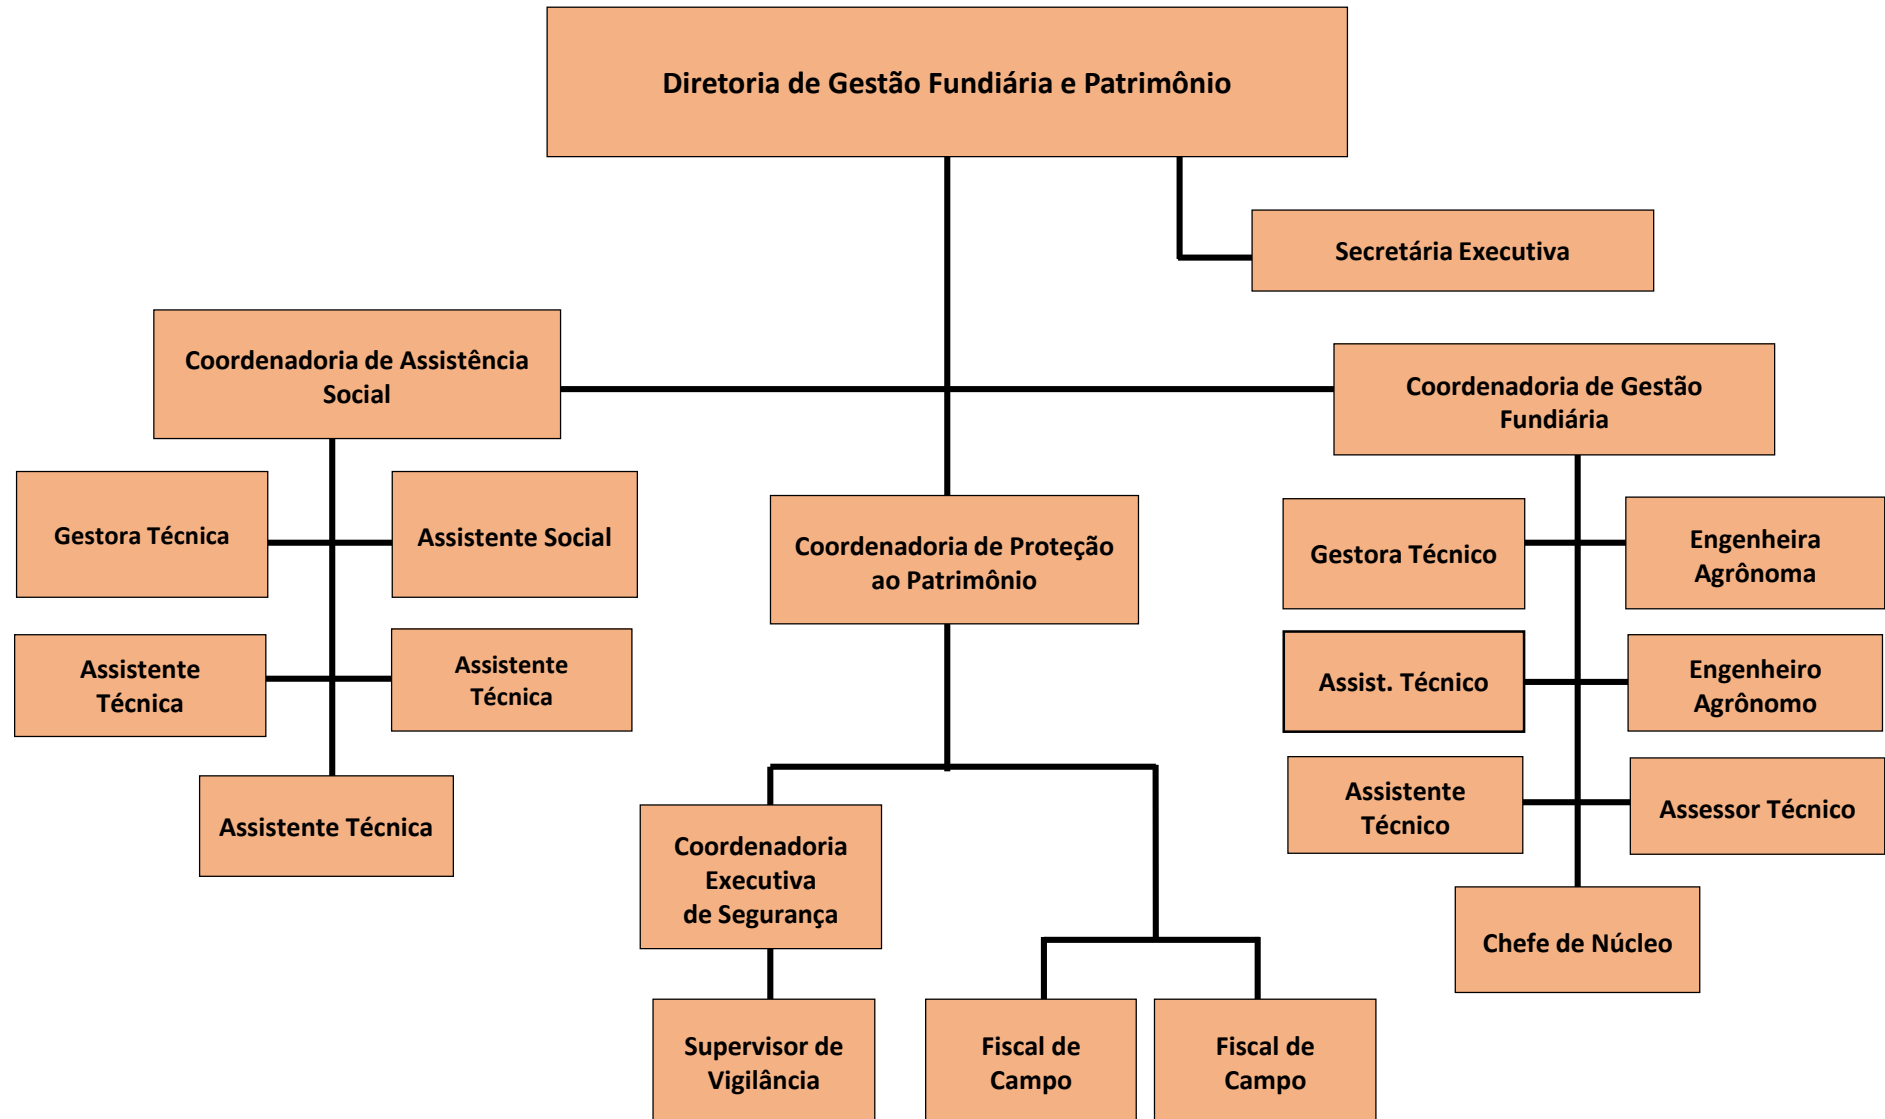 Diretoria de Gestão Fundiária e Patrimônio
Secretária Executiva
Coordenadoria de Assistência
Social
Coordenadoria de Gestão
Fundiária
Gestora Técnica
Assistente Social
Assistente
Técnica
Assistente
Técnica
Assistente Técnica
Coordenadoria de Proteção
ao Patrimônio
Coordenadoria
Executiva
de Segurança
Supervisor de
Vigilância
Fiscal de
Campo
Fiscal de
Campo
Gestora Técnico
Engenheira
Agrônoma
Assist. Técnico
Engenheiro
Agrônomo
Assistente
Técnico
Assessor Técnico
Chefe de Núcleo